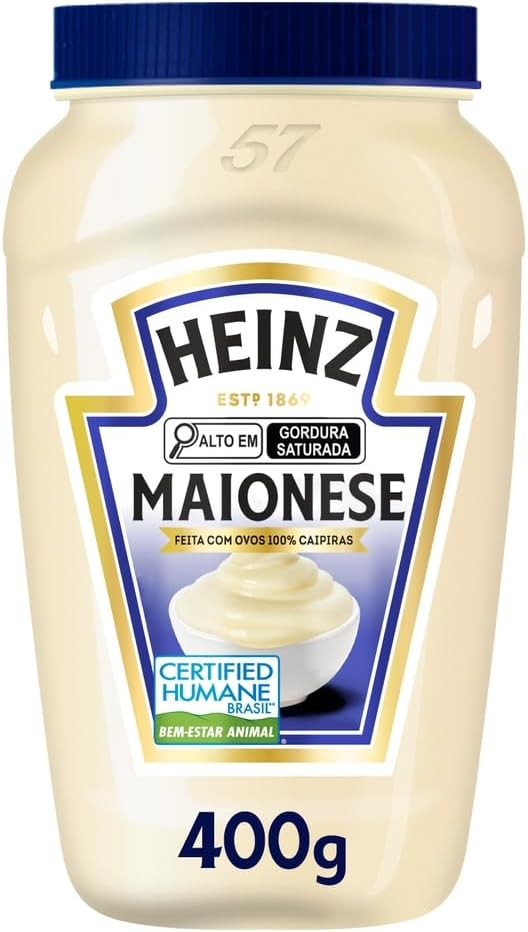 57
HEINZ
ESTD 1869
ALTO EM
GORDURA
SATURADA
MAIONESE
FEITA COM OVOS 100% CAIPIRAS
CERTIFIED
HUMANE
BRASIL
BEM-ESTAR ANIMAL
400g